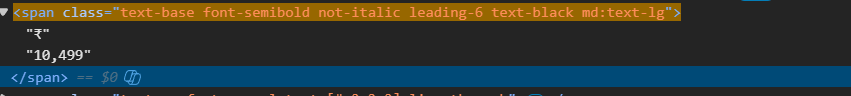 <span class="text-base font-semibold not-italic leading-6 text-black md:text-lg">
"₹"
"10,499"
</span> == $0